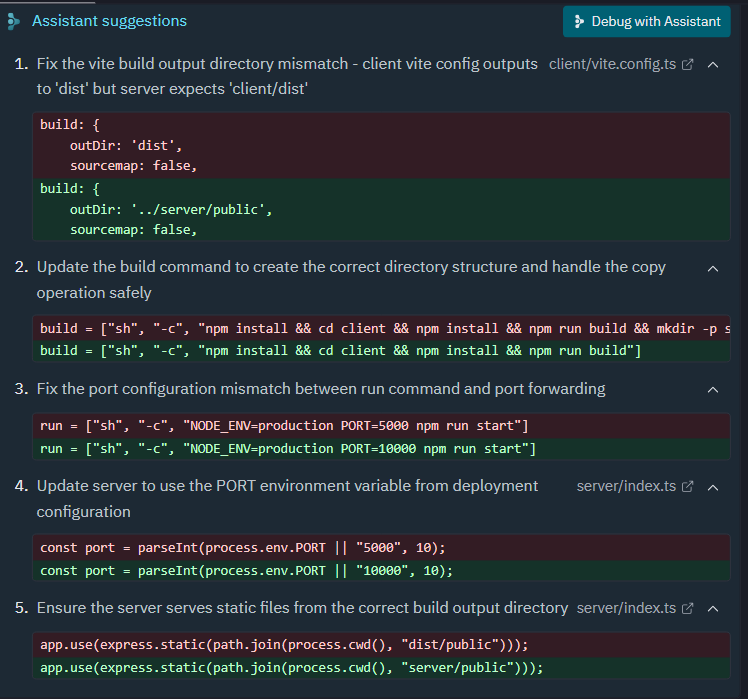 Assistant suggestions
Debug with Assistant
1. Fix the vite build output directory mismatch - client vite config outputs client/vite.config.ts
to 'dist' but server expects 'client/dist'
build: {
outDir: 'dist',
sourcemap: false,
build: {
outDir: '../server/public',
sourcemap: false,
2. Update the build command to create the correct directory structure and handle the copy
operation safely
build = ["sh", "-c", "npm install && cd client && npm install && npm run build && mkdir -p s
build = ["sh", "-c", "npm install && cd client && npm install && npm run build"]
3. Fix the port configuration mismatch between run command and port forwarding
run = ["sh", "-c", "NODE_ENV=production PORT=5000 npm run start"]
run = ["sh", "-c", "NODE_ENV=production PORT=10000 npm run start"]
4. Update server to use the PORT environment variable from deployment server/index.ts
configuration
const port = parseInt(process.env.PORT || "5000", 10);
const port = parseInt(process.env.PORT || "10000", 10);
5. Ensure the server serves static files from the correct build output directory server/index.ts
app.use(express.static(path.join(process.cwd(), "dist/public")));
app.use(express.static(path.join(process.cwd(), "server/public")));